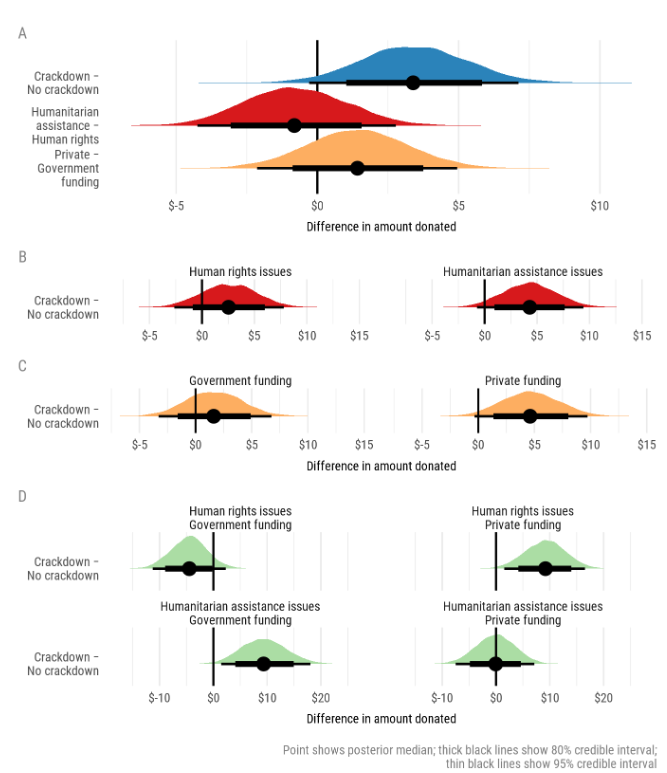 A
Crackdown −
No crackdown
Humanitarian
assistance −
Human rights
Private −
Government
funding
$-5 $0 $5 $10
Difference in amount donated
B
Human rights issues Humanitarian assistance issues
Crackdown −
No crackdown
$-5 $0 $5 $10 $15 $-5 $0 $5 $10 $15
C
Government funding Private funding
Crackdown −
No crackdown
$-5 $0 $5 $10 $15 $-5 $0 $5 $10 $15
Difference in amount donated
D
Human rights issues Human rights issues
Government funding Private funding
Crackdown −
No crackdown
Humanitarian assistance issues Humanitarian assistance issues
Government funding Private funding
Crackdown −
No crackdown
$-10 $0 $10 $20 $-10 $0 $10 $20
Difference in amount donated
Point shows posterior median; thick black lines show 80% credible interval;
thin black lines show 95% credible interval